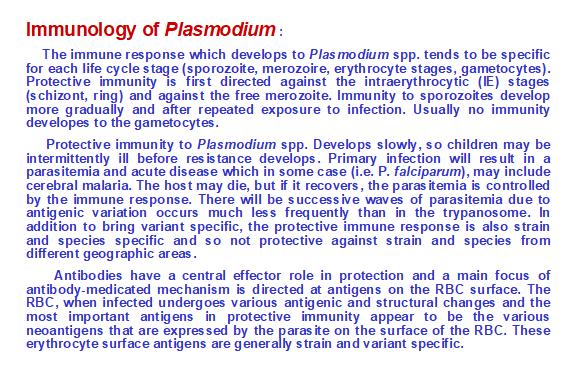 Immunology of Plasmodium :
The immune response which develops to Plasmodium spp. tends to be specific
for each life cycle stage (sporozoite, merozoire, erythrocyte stages, gametocytes).
Protective immunity is first directed against the intraerythrocytic (IE) stages
(schizont, ring) and against the free merozoite. Immunity to sporozoites develop
more gradually and after repeated exposure to infection. Usually no immunity
developes to the gametocytes.
Protective immunity to Plasmodium spp. Develops slowly, so children may be
intermittently ill before resistance develops. Primary infection will result in a
parasitemia and acute disease which in some case (i.e. P. falciparum), may include
cerebral malaria. The host may die, but if it recovers, the parasitemia is controlled
by the immune response. There will be successive waves of parasitemia due to
antigenic variation occurs much less frequently than in the trypanosome. In
addition to bring variant specific, the protective immune response is also strain
and species specific and so not protective against strain and species from
different geographic areas.
Antibodies have a central effector role in protection and a main focus of
antibody-medicated mechanism is directed at antigens on the RBC surface. The
RBC, when infected undergoes various antigenic and structural changes and the
most important antigens in protective immunity appear to be the various
neoantigens that are expressed by the parasite on the surface of the RBC. These
erythrocyte surface antigens are generally strain and variant specific.